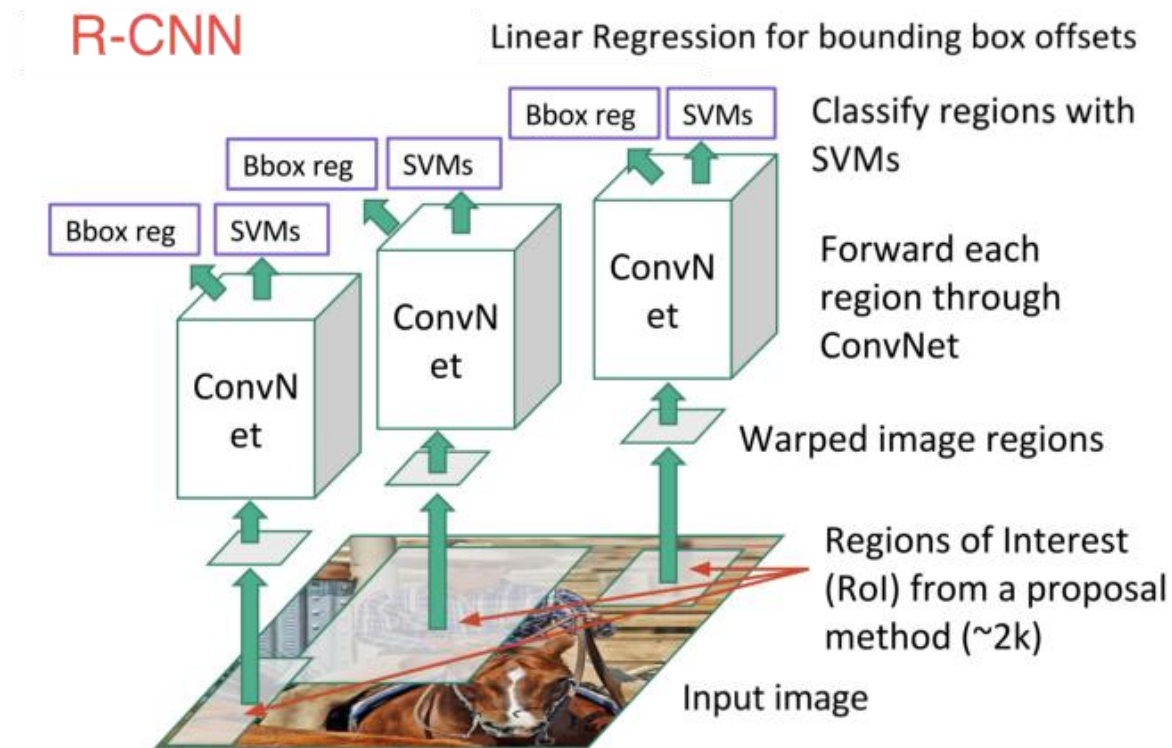 R-CNN
Linear Regression for bounding box offsets
Bbox reg
SVMs
Classify regions with
SVMs
Bbox reg
SVMs
Bbox reg
SVMs
ConvN
et
Forward each
region through
ConvNet
ConvN
et
ConvN
et
Warped image regions
Regions of Interest
(RoI) from a proposal
method (~2k)
Input image